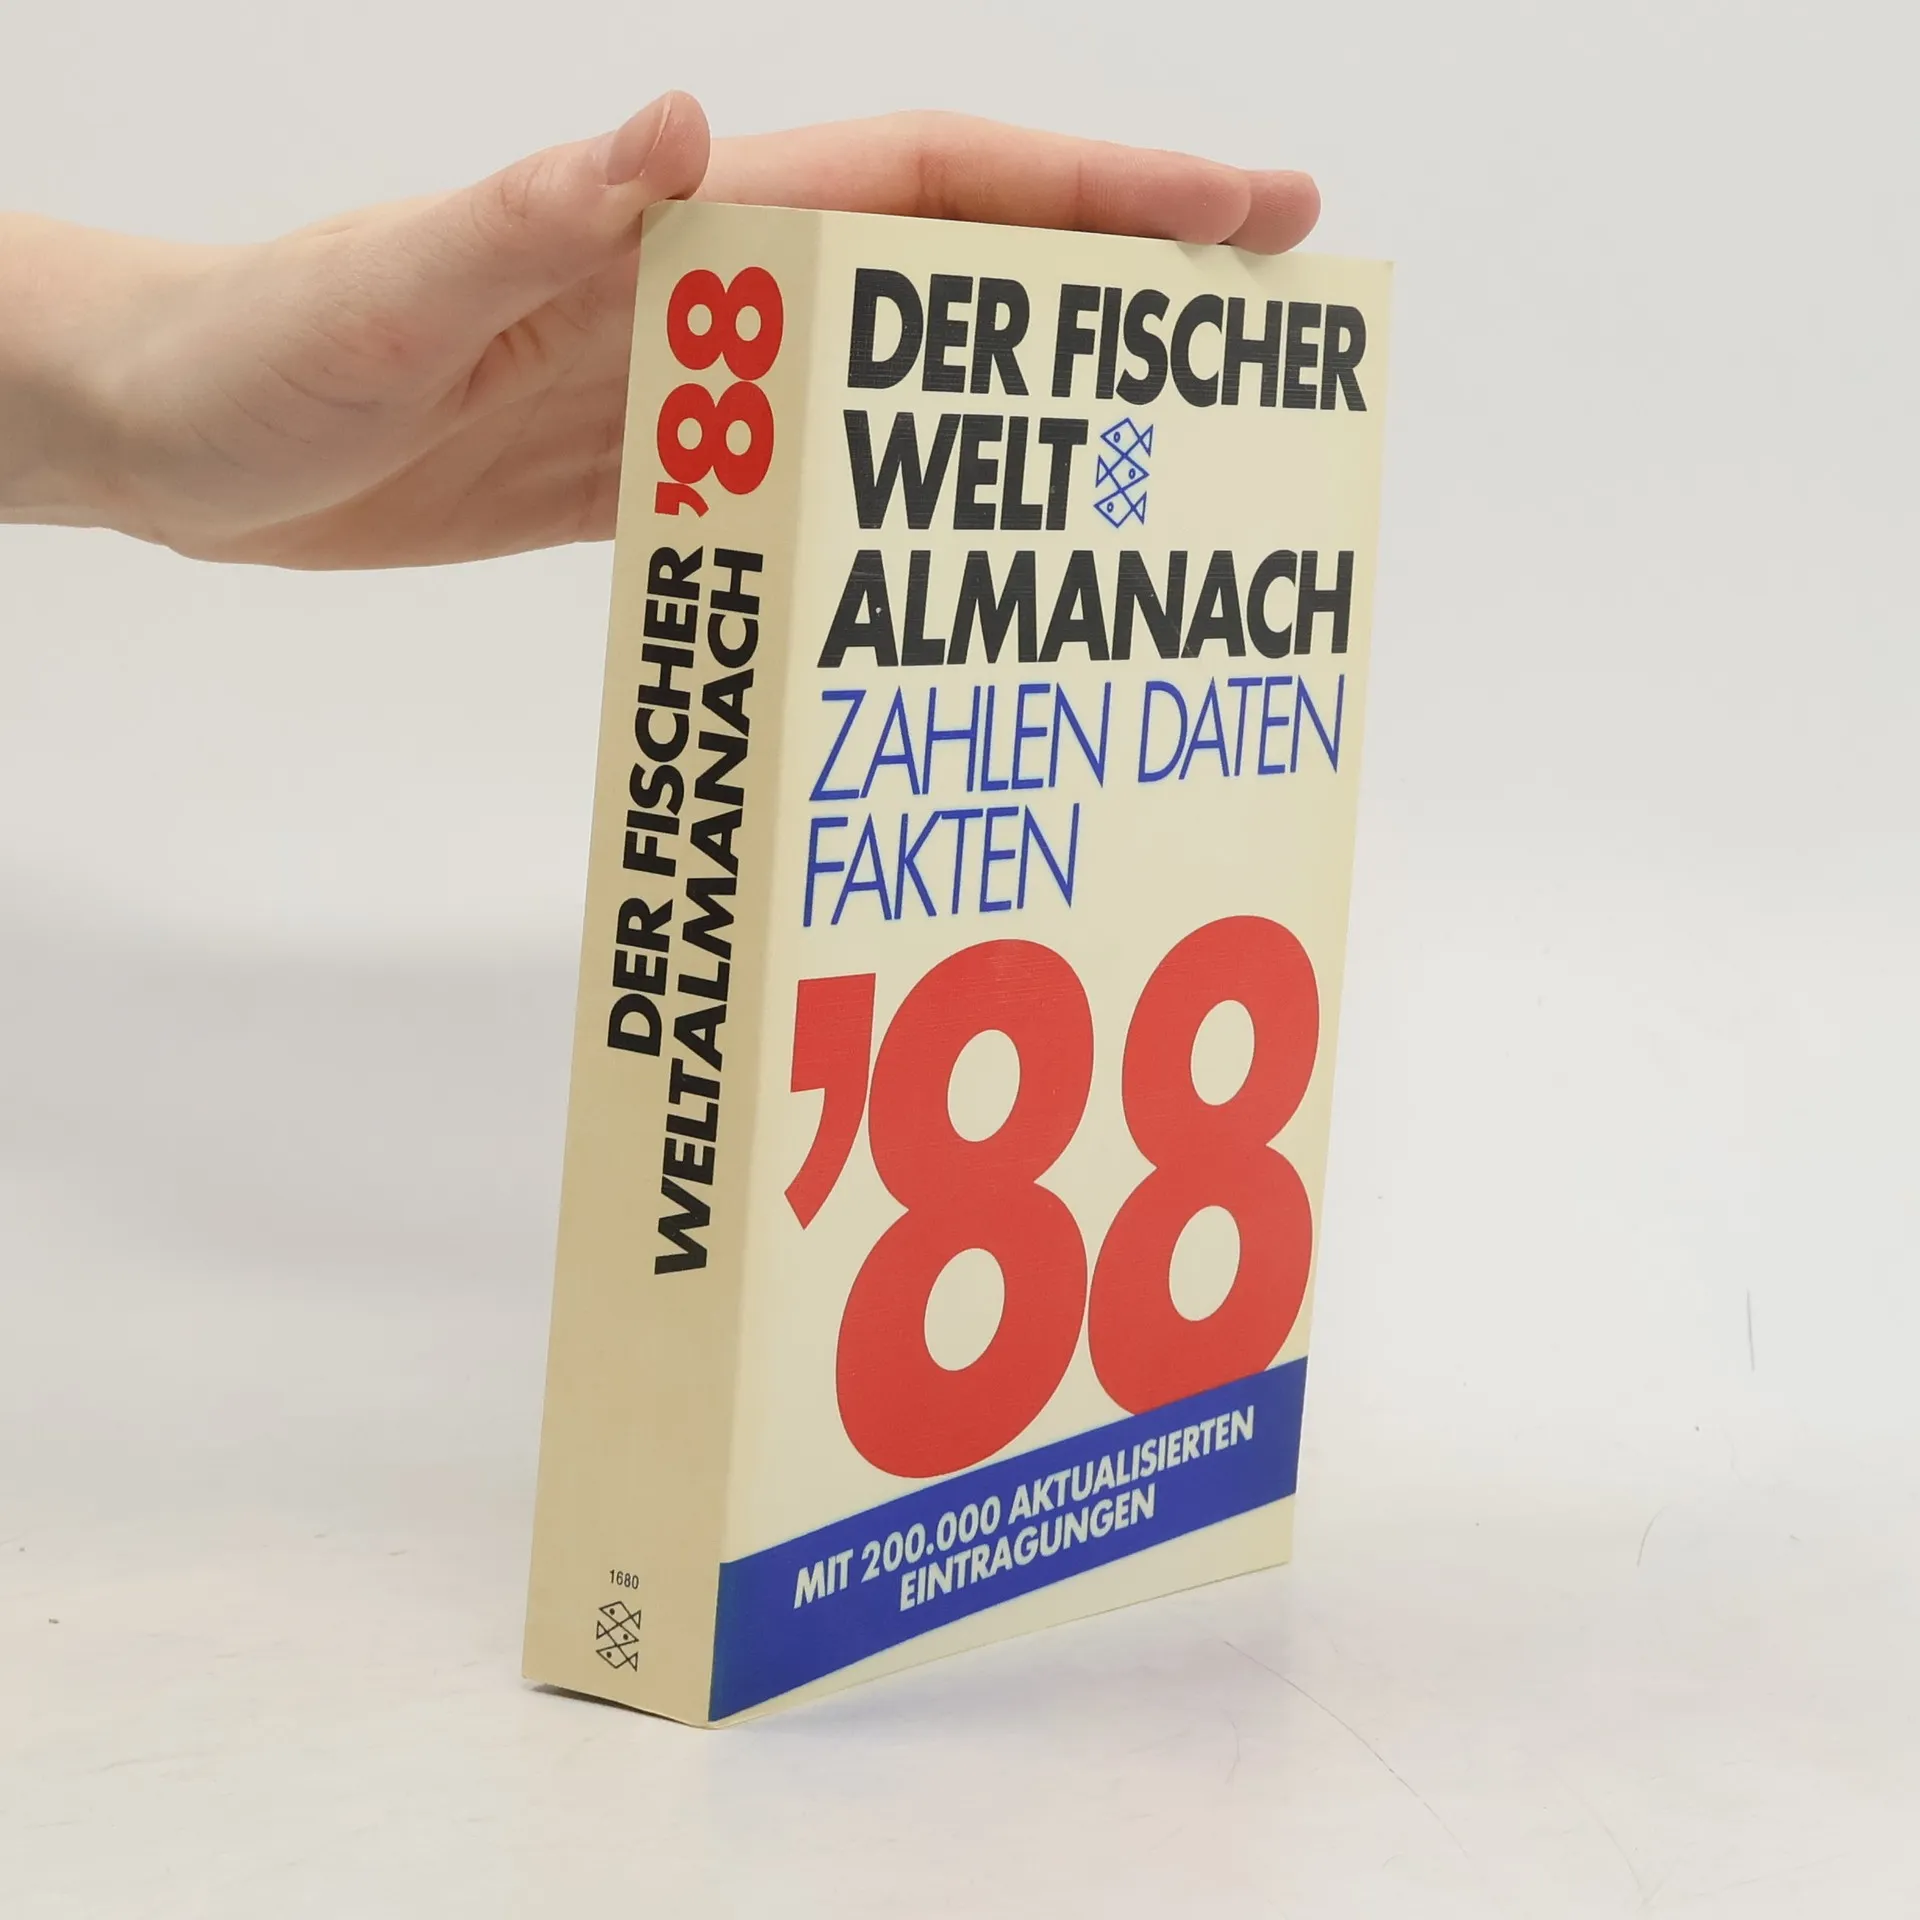 '88
DER FISCHER
WELTALMANACH
1680
DER FISCHER
WELT
ALMANACH
ZAHLEN DATEN
FAKTEN
'88
MIT 200.000 AKTUALISIERTEN
EINTRAGUNGEN